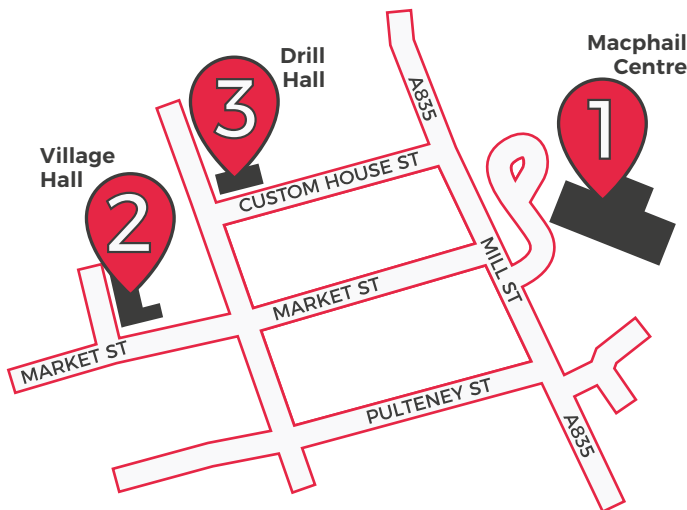 Macphail
Centre
1
Drill
Hall
3
A835
Village
Hall
2
CUSTOM HOUSE ST
MARKET ST
MILL ST
MARKET ST
PULTENEY ST
A835